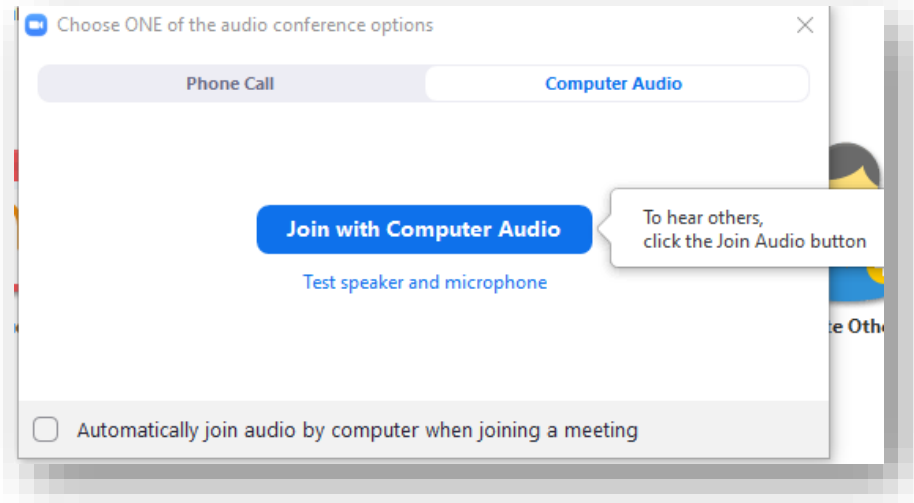 Choose ONE of the audio conference options
Phone Call
Computer Audio
Join with Computer Audio
To hear others,
click the Join Audio button
Test speaker and microphone
Automatically join audio by computer when joining a meeting